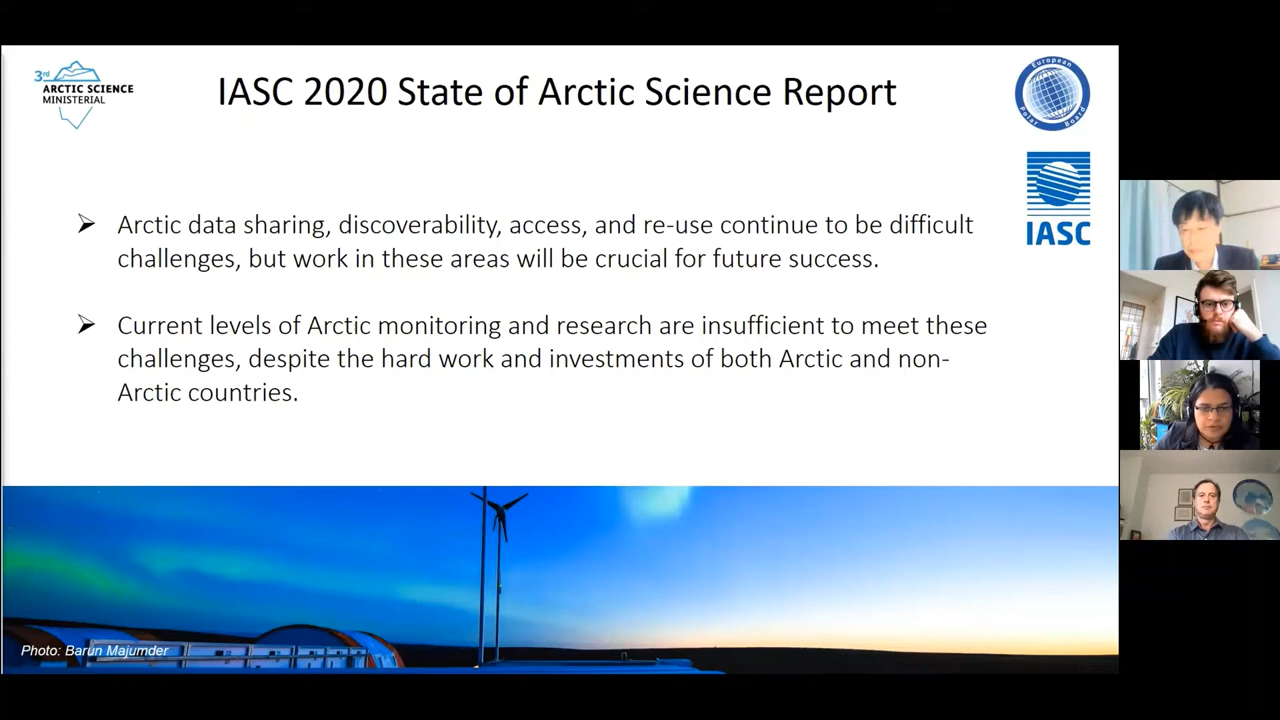 3rd
ARCTIC SCIENCE
MINISTERIAL
IASC 2020 State of Arctic Science Report
European
Polar Board
IASC
➢ Arctic data sharing, discoverability, access, and re-use continue to be difficult
challenges, but work in these areas will be crucial for future success.
➢ Current levels of Arctic monitoring and research are insufficient to meet these
challenges, despite the hard work and investments of both Arctic and non-
Arctic countries.
Photo: Barun Majumder